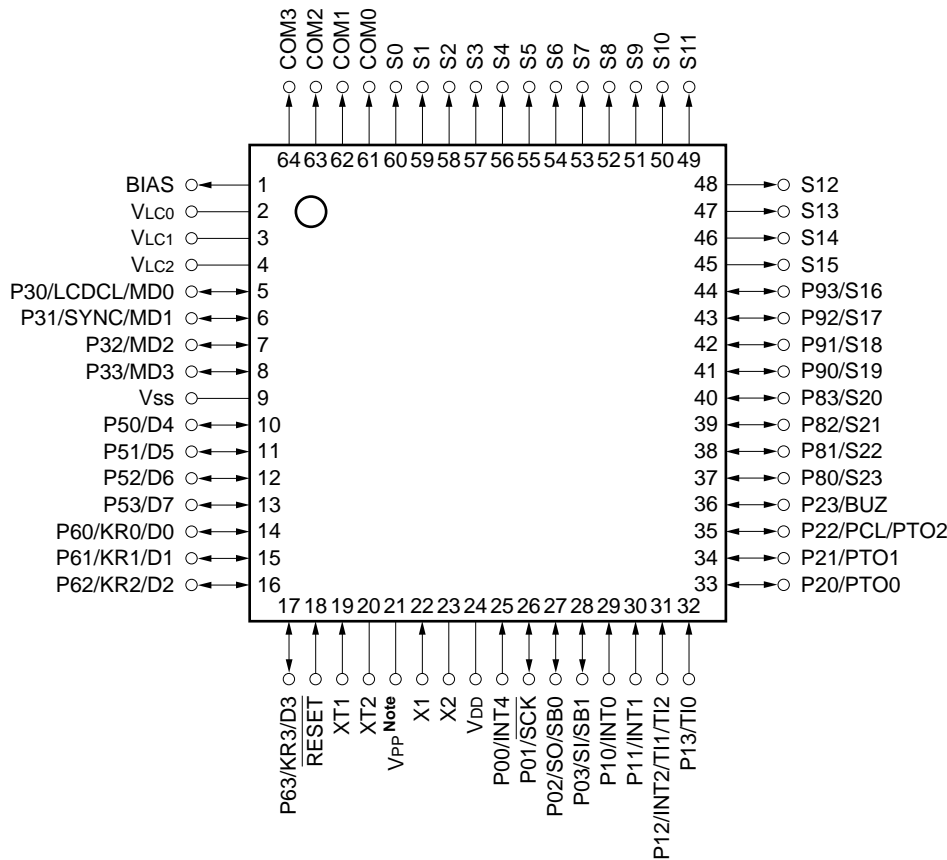 COM3
COM2
COM1
COM0
S0
S1
S2
S3
S4
S5
S6
S7
S8
S9
S10
S11
64 63 62 61 60 59 58 57 56 55 54 53 52 51 50 49
BIAS 1 48 S12
VLC0 2 47 S13
VLC1 3 46 S14
VLC2 4 45 S15
P30/LCDCL/MD0 5 44 P93/S16
P31/SYNC/MD1 6 43 P92/S17
P32/MD2 7 42 P91/S18
P33/MD3 8 41 P90/S19
Vss 9 40 P83/S20
P50/D4 10 39 P82/S21
P51/D5 11 38 P81/S22
P52/D6 12 37 P80/S23
P53/D7 13 36 P23/BUZ
P60/KR0/D0 14 35 P22/PCL/PTO2
P61/KR1/D1 15 34 P21/PTO1
P62/KR2/D2 16 33 P20/PTO0
17 18 19 20 21 22 23 24 25 26 27 28 29 30 31 32
P63/KR3/D3
RESET
XT1
XT2
VPP Note
X1
X2
VDD
P00/INT4
P01/SCK
P02/SO/SB0
P03/SI/SB1
P10/INT0
P11/INT1
P12/INT2/TI1/TI2
P13/TI0